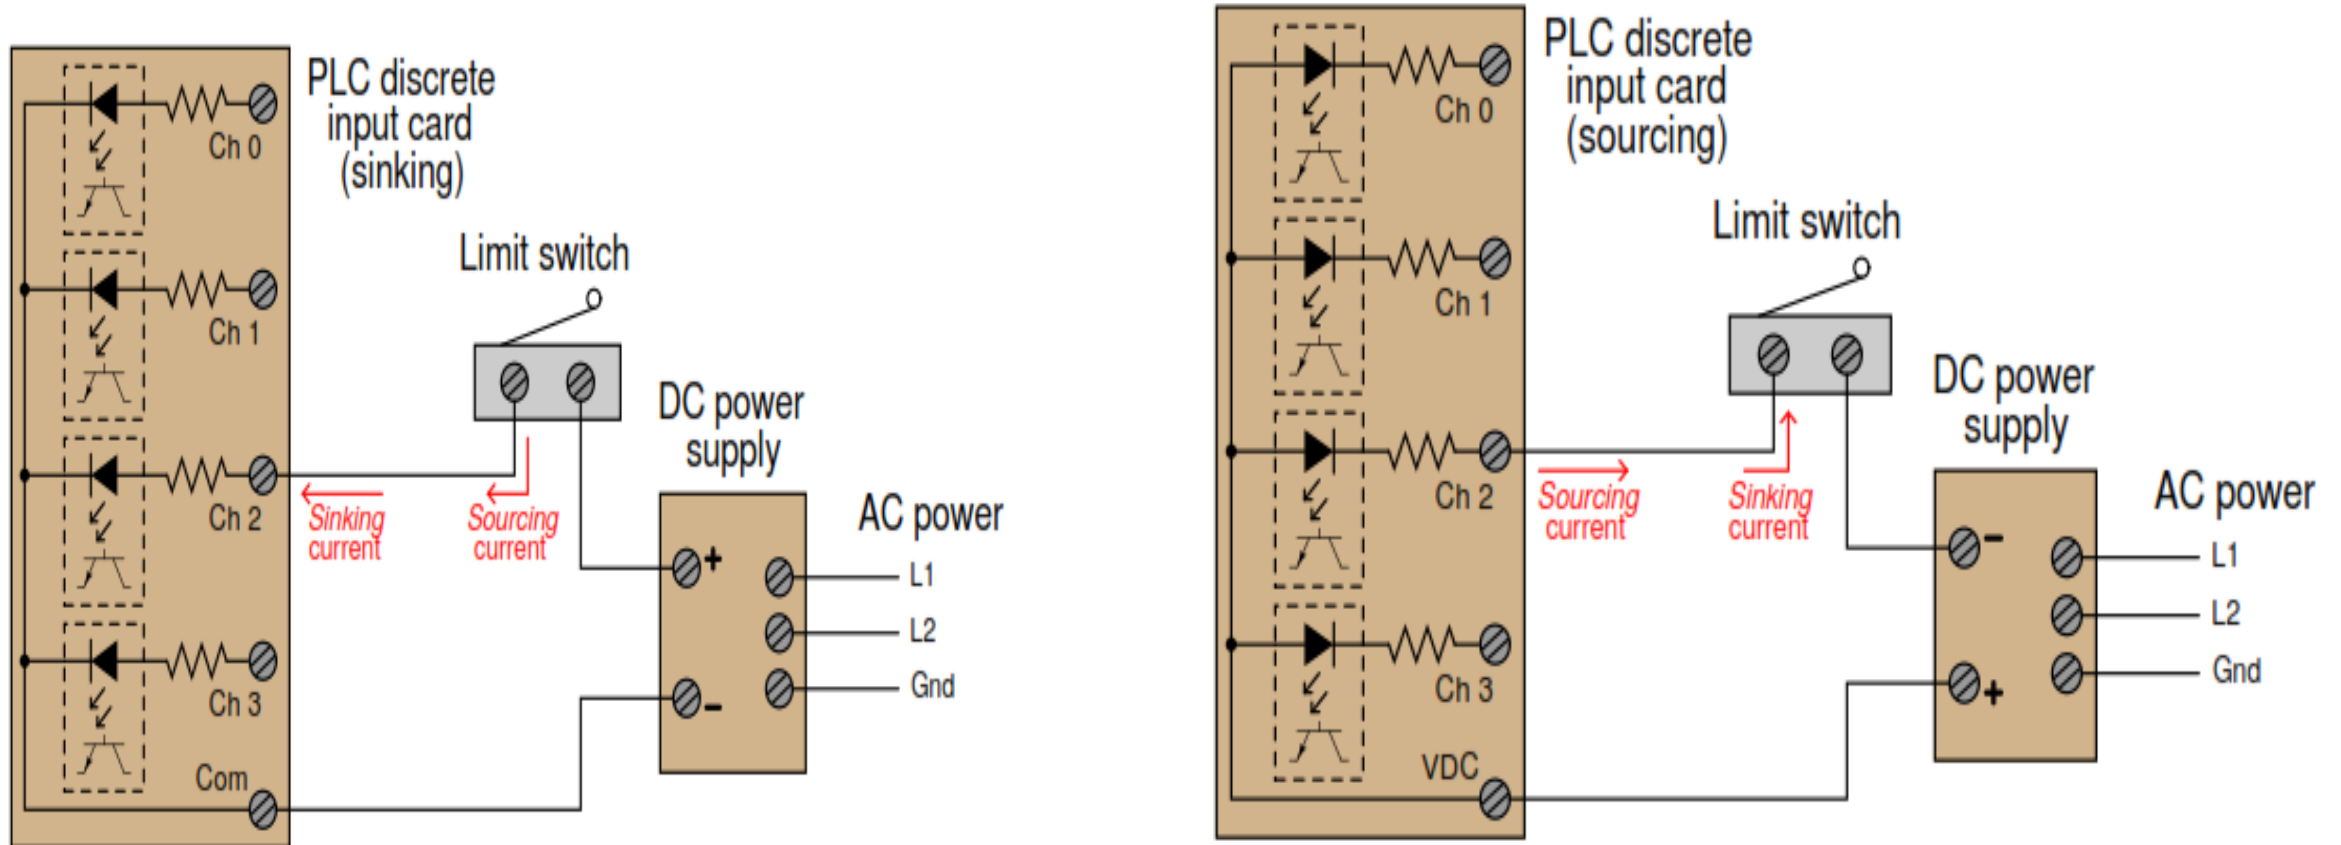 PLC discrete
input card
(sinking)
Ch 0
Ch 1
Ch 2
Ch 3
Com
Limit switch
Sinking
current
Sourcing
current
DC power
supply
+
−
AC power
L1
L2
Gnd
PLC discrete
input card
(sourcing)
Ch 0
Ch 1
Ch 2
Ch 3
VDC
Limit switch
Sourcing
current
Sinking
current
DC power
supply
−
+
AC power
L1
L2
Gnd